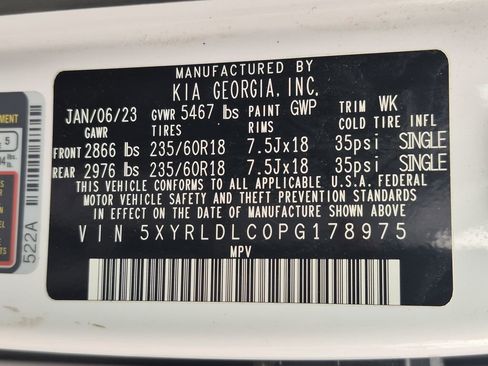 MANUFACTURED BY
KIA GEORGIA, INC.
JAN/06/23 GVWR 5467 lbs PAINT GWP TRIM WK
GAWR TIRES RIMS COLD TIRE INFL
FRONT 2866 lbs 235/60R18 7.5Jx18 35psi SINGLE
REAR 2976 lbs 235/60R18 7.5Jx18 35psi SINGLE
THIS VEHICLE CONFORMS TO ALL APPLICABLE U.S.A. FEDERAL
MOTOR VEHICLE SAFETY AND THEFT PREVENTION STANDARDS
IN EFFECT ON THE DATE OF MANUFACTURE SHOWN ABOVE
VIN 5XYRLDLC0PG178975
MPV
5
522A